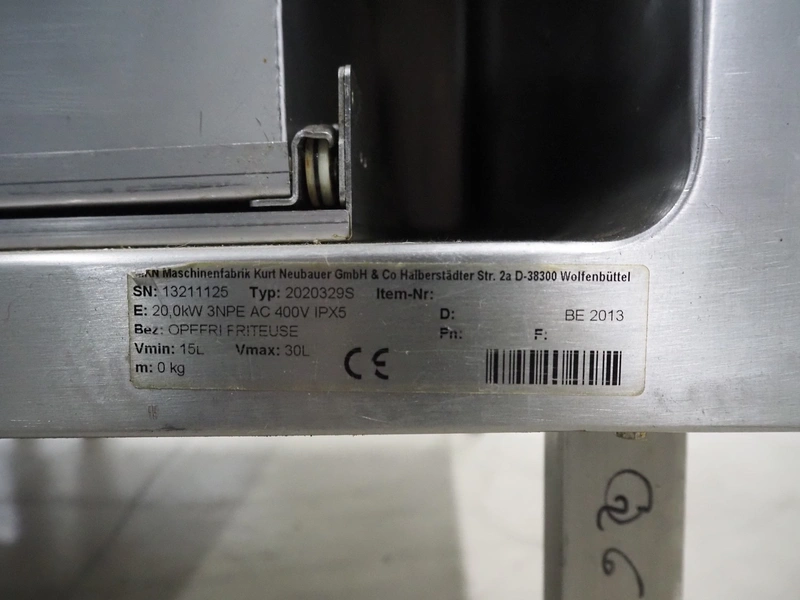 MKN Maschinenfabrik Kurt Neubauer GmbH & Co Halberstädter Str. 2a D-38300 Wolfenbüttel
SN: 13211125 Typ: 2020329S Item-Nr:
E: 20,0kW 3NPE AC 400V IPX5 D: BE 2013
Bez: OPFFRI FRITEUSE Pn: F:
Vmin: 15L Vmax: 30L
m: 0 kg
CE